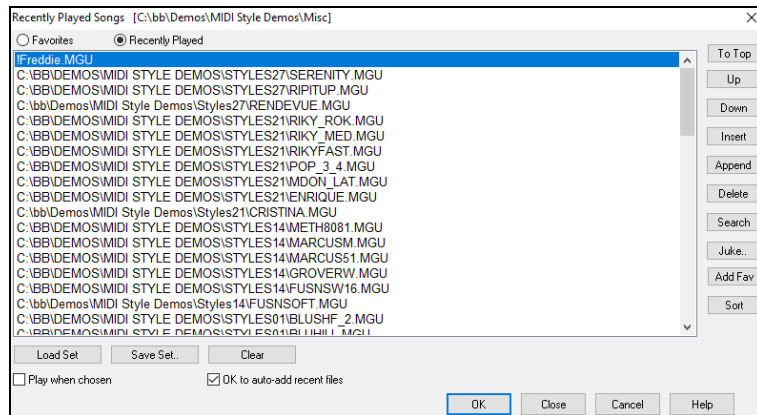 Recently Played Songs [C:\bb\Demos\MIDI Style Demos\Misc]
Favorites Recently Played
!Freddie.MGU
C:\BB\DEMOS\MIDI STYLE DEMOS\STYLES27\SERENITY.MGU
C:\BB\DEMOS\MIDI STYLE DEMOS\STYLES27\RIPITUP.MGU
C:\bb\Demos\MIDI Style Demos\Styles27\RENDEVUE.MGU
C:\BB\DEMOS\MIDI STYLE DEMOS\STYLES21\RIKY_ROK.MGU
C:\BB\DEMOS\MIDI STYLE DEMOS\STYLES21\RIKY_MED.MGU
C:\BB\DEMOS\MIDI STYLE DEMOS\STYLES21\RIKYFAST.MGU
C:\BB\DEMOS\MIDI STYLE DEMOS\STYLES21\POP_3_4.MGU
C:\BB\DEMOS\MIDI STYLE DEMOS\STYLES21\MDON_LAT.MGU
C:\BB\DEMOS\MIDI STYLE DEMOS\STYLES21\ENRIQUE.MGU
C:\bb\Demos\MIDI Style Demos\Styles21\CRISTINA.MGU
C:\BB\DEMOS\MIDI STYLE DEMOS\STYLES14\METH8081.MGU
C:\BB\DEMOS\MIDI STYLE DEMOS\STYLES14\MARCUSM.MGU
C:\BB\DEMOS\MIDI STYLE DEMOS\STYLES14\MARCUS51.MGU
C:\BB\DEMOS\MIDI STYLE DEMOS\STYLES14\GROVERW.MGU
C:\BB\DEMOS\MIDI STYLE DEMOS\STYLES14\FUSNSW16.MGU
C:\bb\Demos\MIDI Style Demos\Styles14\FUSNSOFT.MGU
C:\BB\DEMOS\MIDI STYLE DEMOS\STYLES01\BLUSHF_2.MGU
C:\BB\DEMOS\MIDI STYLE DEMOS\STYLES01\BLUHILL.MGU
To Top
Up
Down
Insert
Append
Delete
Search
Juke..
Add Fav
Sort
Load Set Save Set.. Clear
Play when chosen OK to auto-add recent files
OK Close Cancel Help